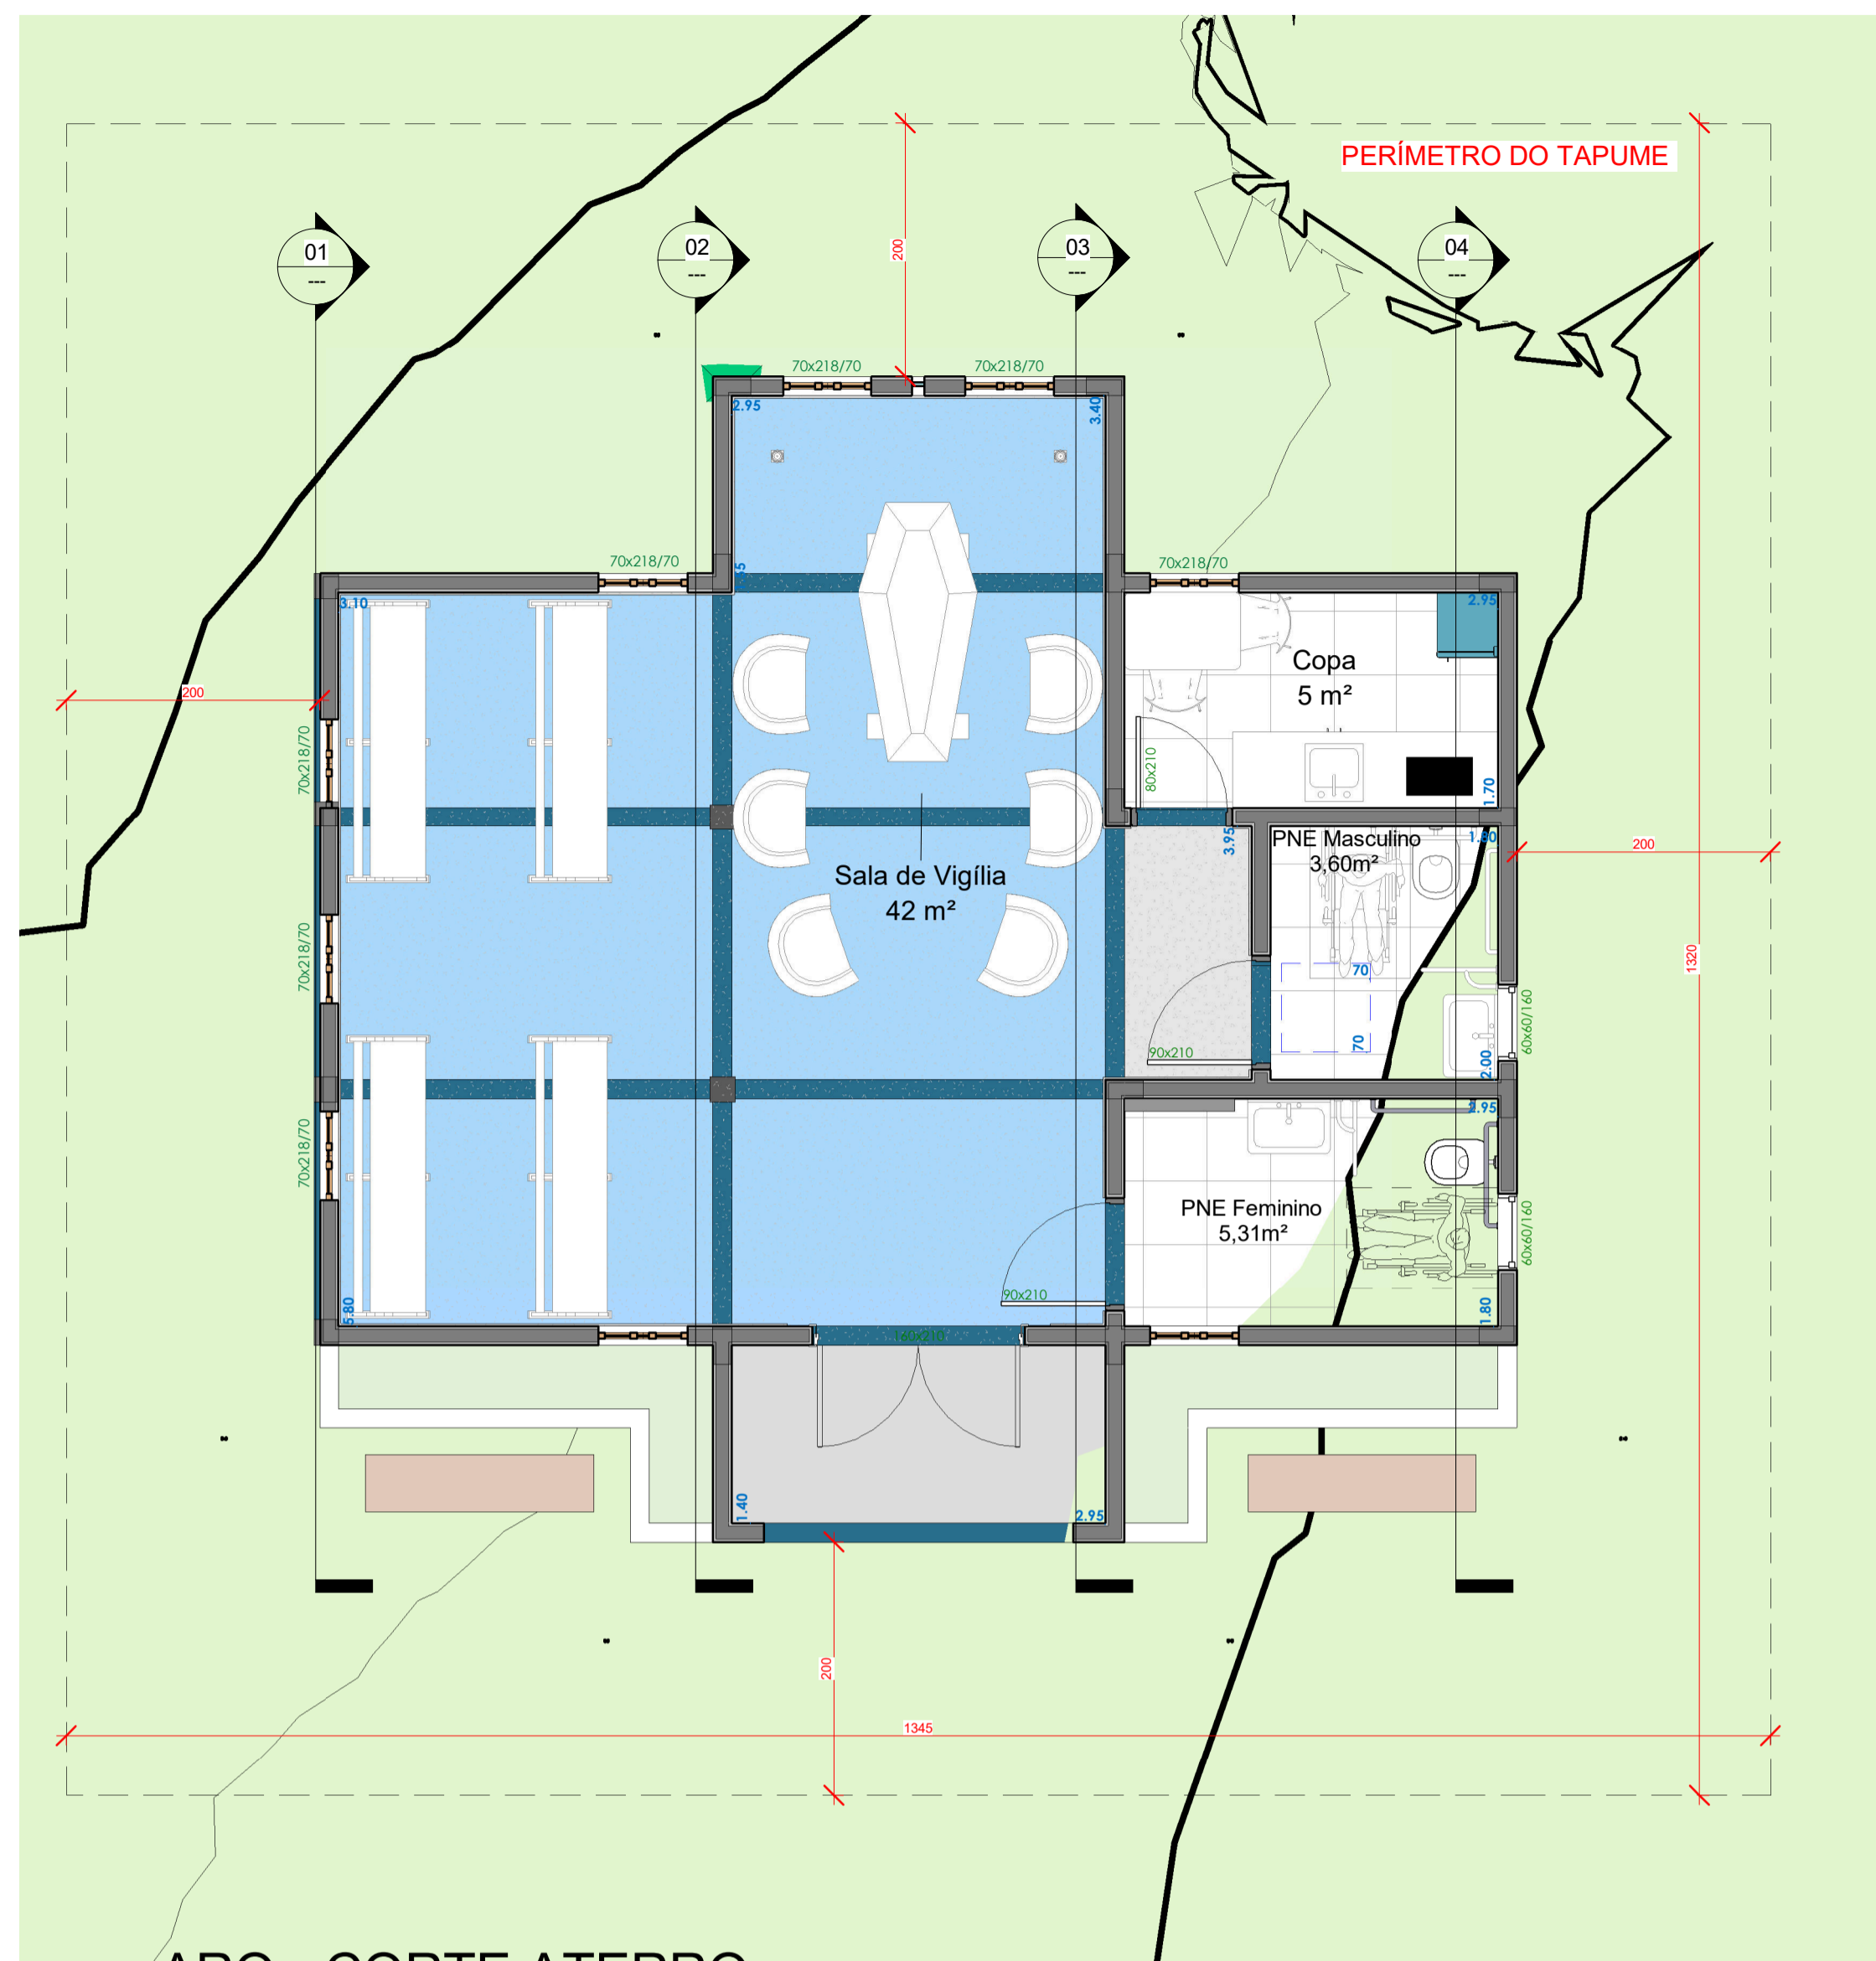 PERÍMETRO DO TAPUME
01
---
02
---
03
---
04
---
200
70x218/70
70x218/70
2.95
3.40
70x218/70
70x218/70
3.10
2.95
Copa
5 m²
200
70x218/70
80x210
1.70
3.95
PNE Masculino
3,60m²
1.80
200
Sala de Vigília
42 m²
70x218/70
70
70
90x210
60x60/160
2.00
1320
70x218/70
2.95
PNE Feminino
5,31m²
60x60/160
90x210
5.80
1.80
160x210
1.40
2.95
200
1345